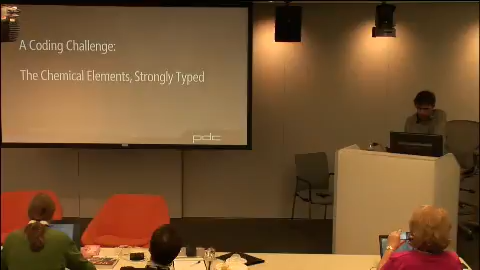 A Coding Challenge:
The Chemical Elements, Strongly Typed
pdc